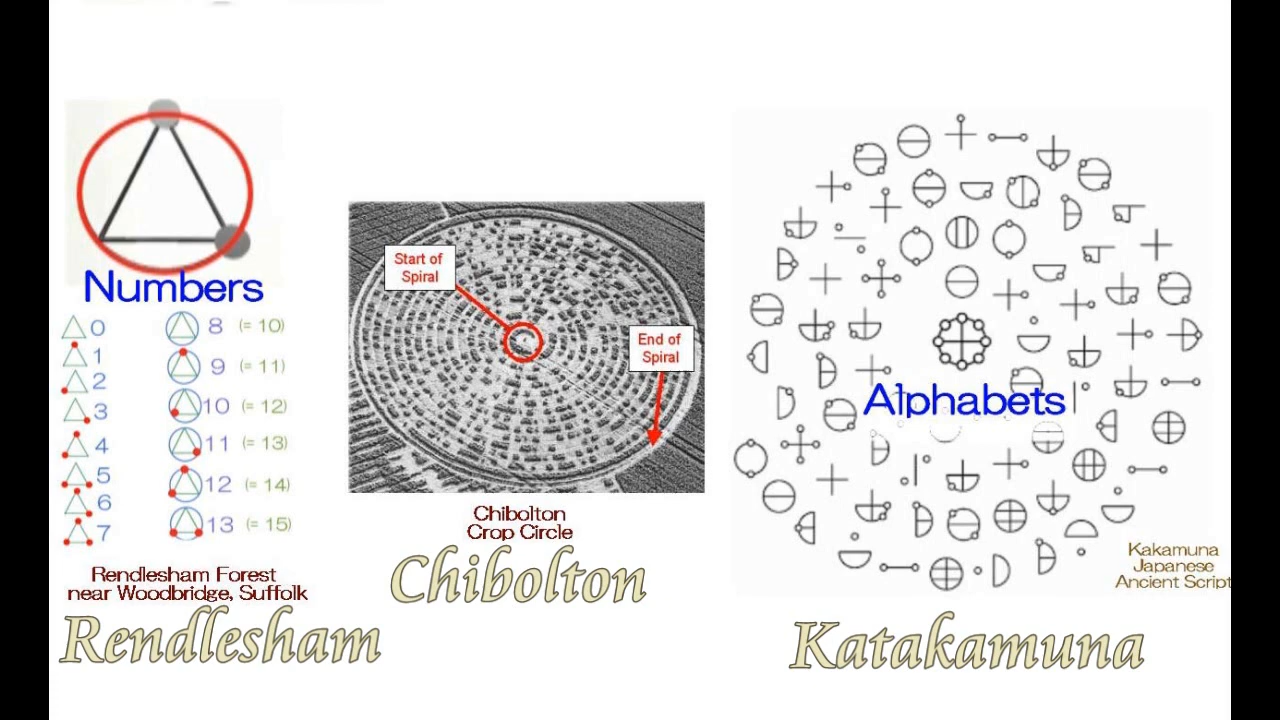 Numbers
0
8 (= 10)
1
9 (= 11)
2
10 (= 12)
3
11 (= 13)
4
12 (= 14)
5
13 (= 15)
6
7
Rendlesham Forest
near Woodbridge, Suffolk
Rendlesham
Start of
Spiral
End of
Spiral
Chibolton
Crop Circle
Chibolton
Alphabets
Kakamuna
Japanese
Ancient Script
Katakamuna